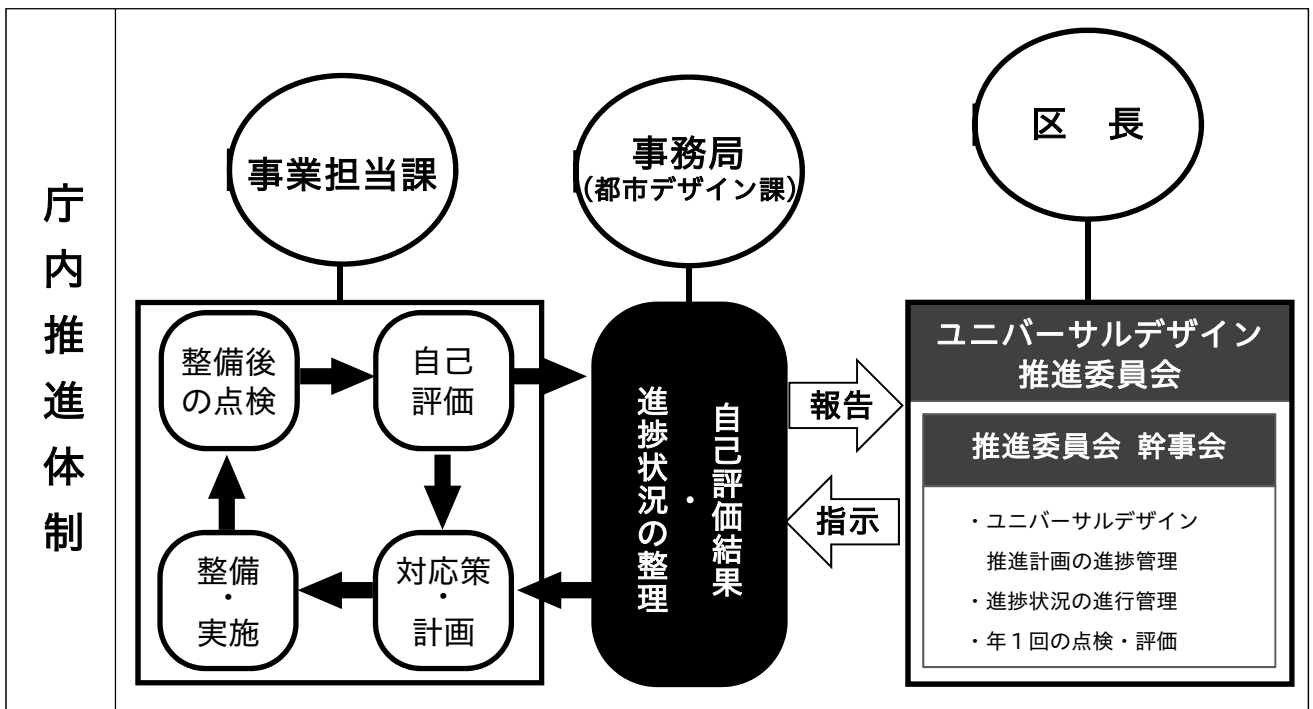 庁内推進体制
事業担当課
事務局
(都市デザイン課)
区 長
整備後
の点検
自己
評価
整備
・
実施
対応策
・
計画
自己評価結果
・
進捗状況の整理
報告
指示
ユニバーサルデザイン
推進委員会
推進委員会 幹事会
・ユニバーサルデザイン
推進計画の進捗管理
・進捗状況の進行管理
・年1回の点検・評価